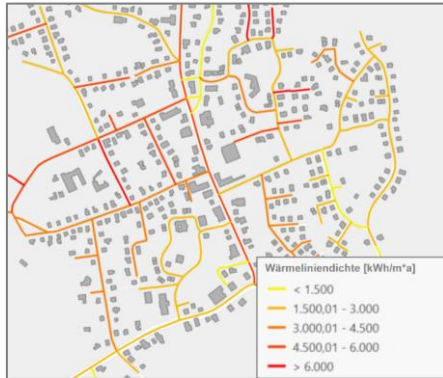 Wärmeliniendichte [kWh/m*a]
< 1.500
1.500,01 - 3.000
3.000,01 - 4.500
4.500,01 - 6.000
> 6.000